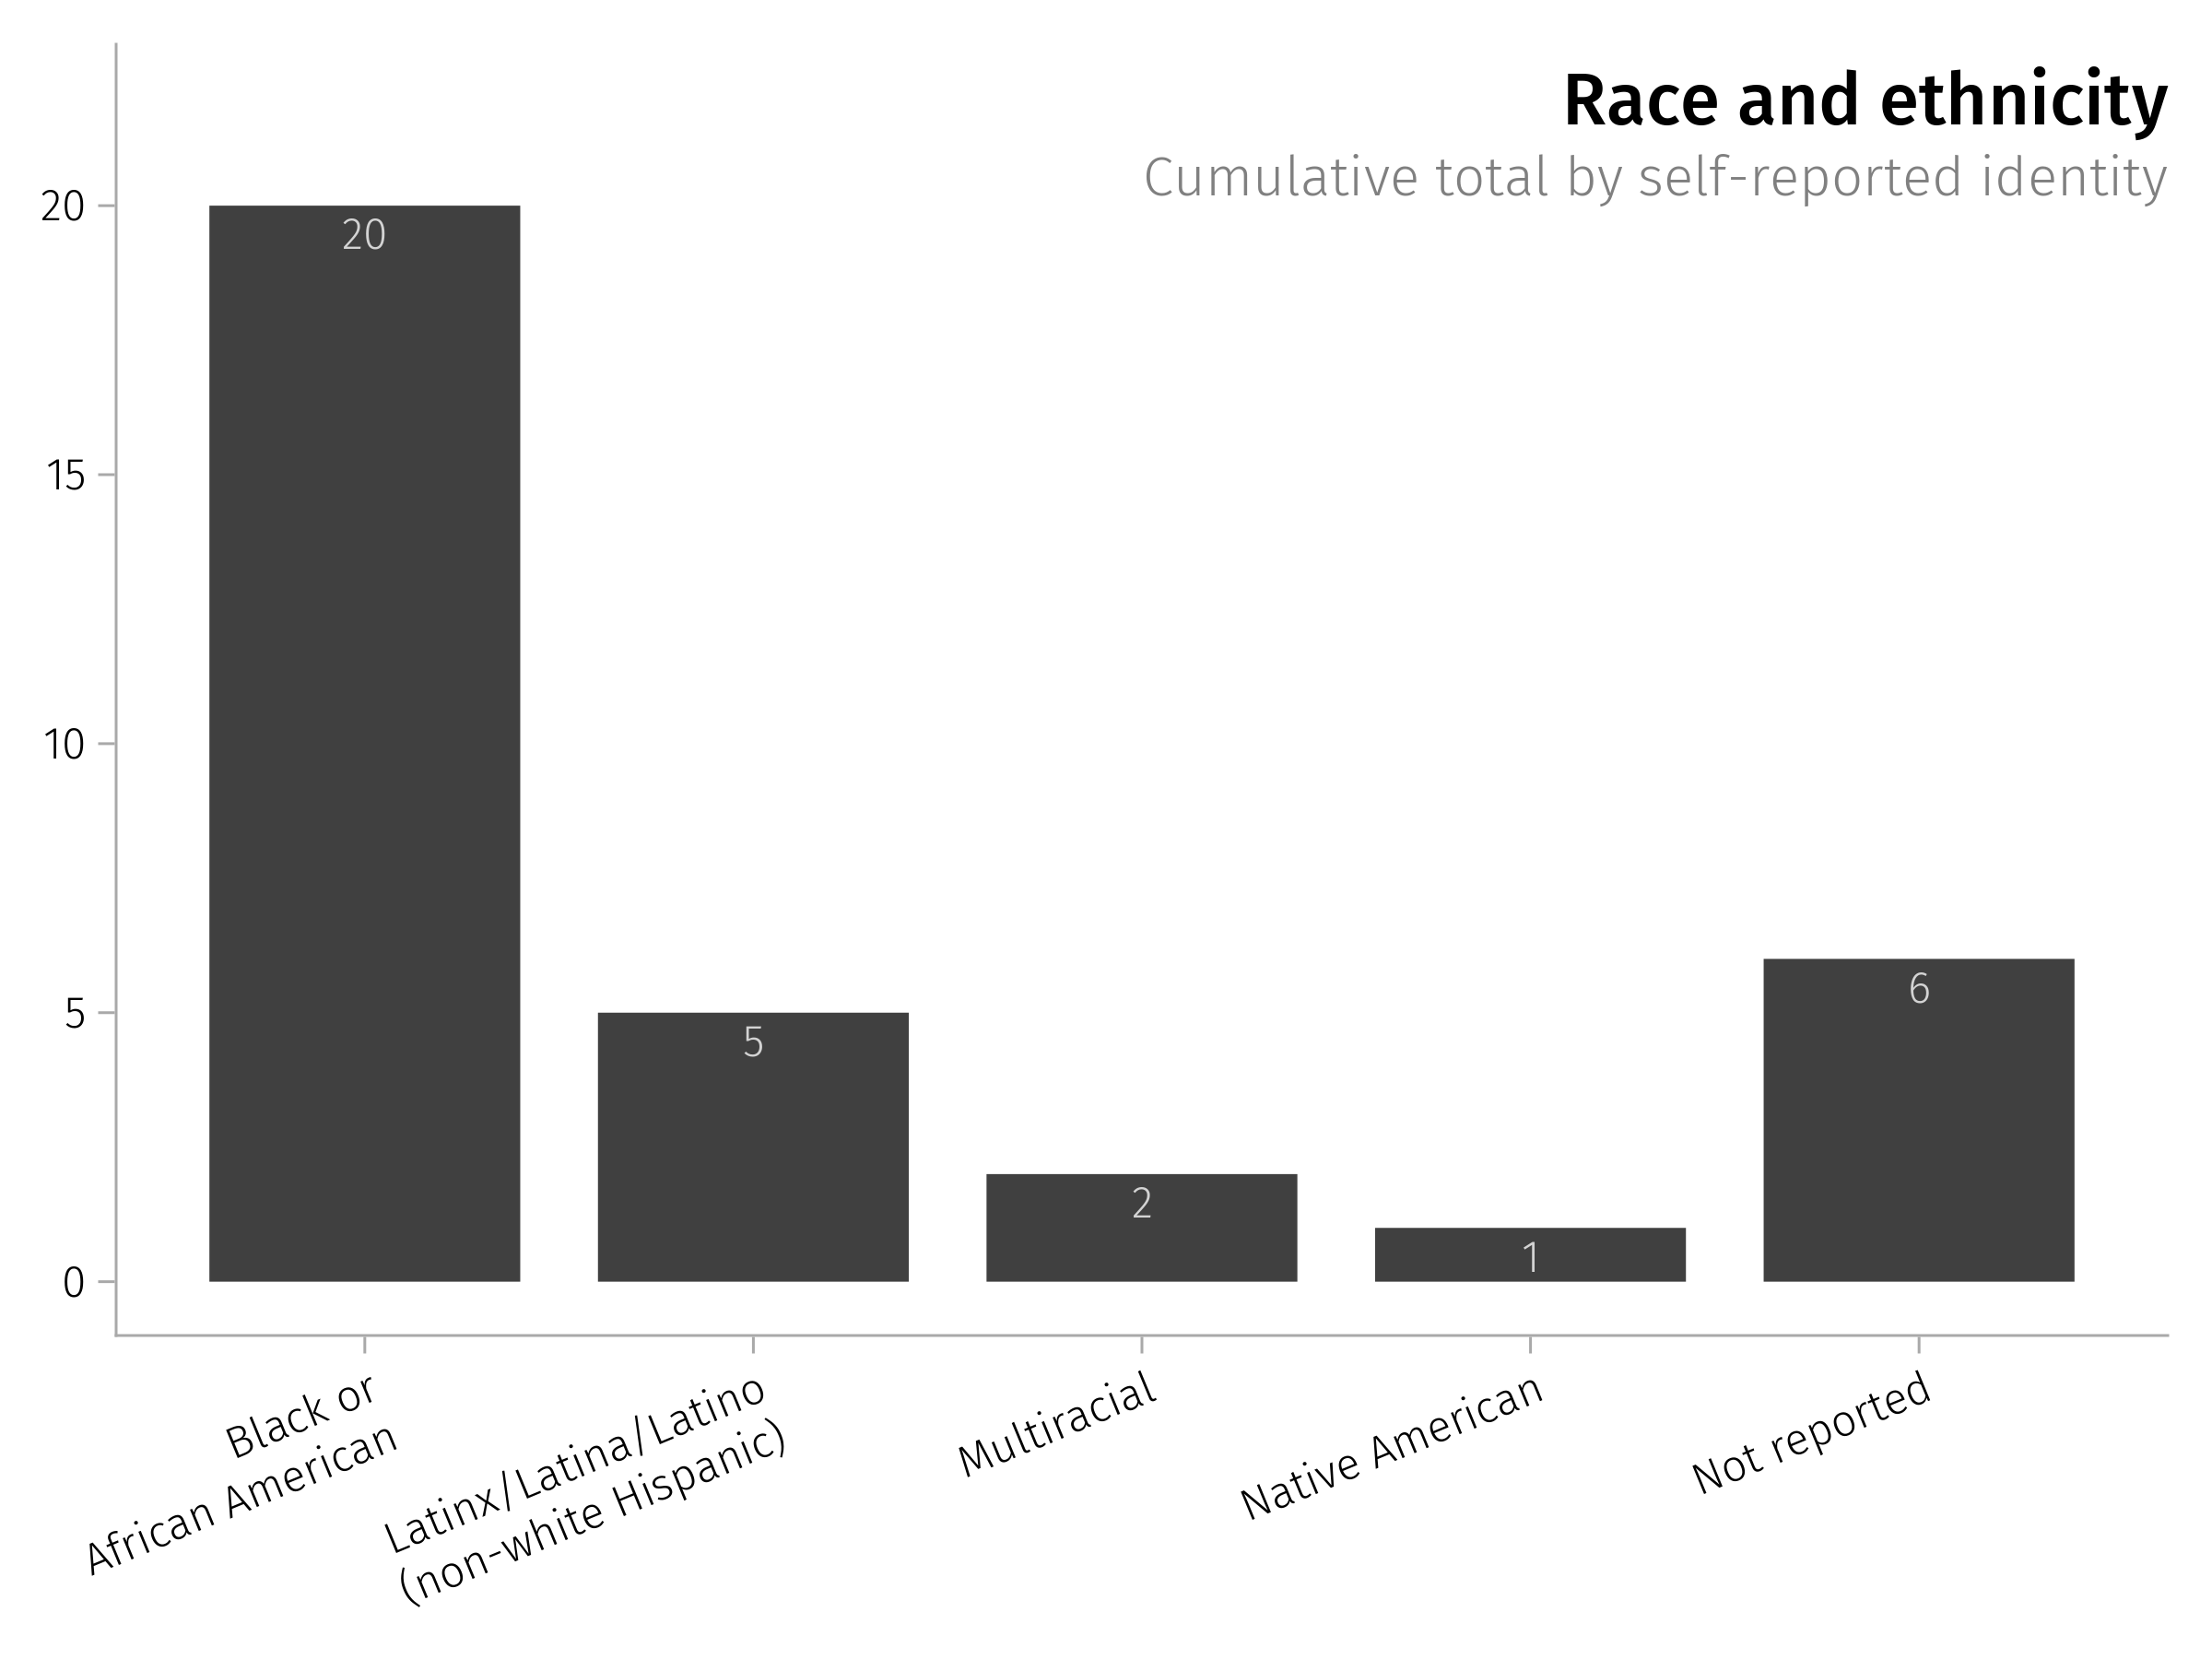 Race and ethnicity
Cumulative total by self-reported identity
20
15
10
5
0
20
5
2
1
6
Black or
African American
Latinx/Latina/Latino
(non-white Hispanic)
Multiracial
Native American
Not reported